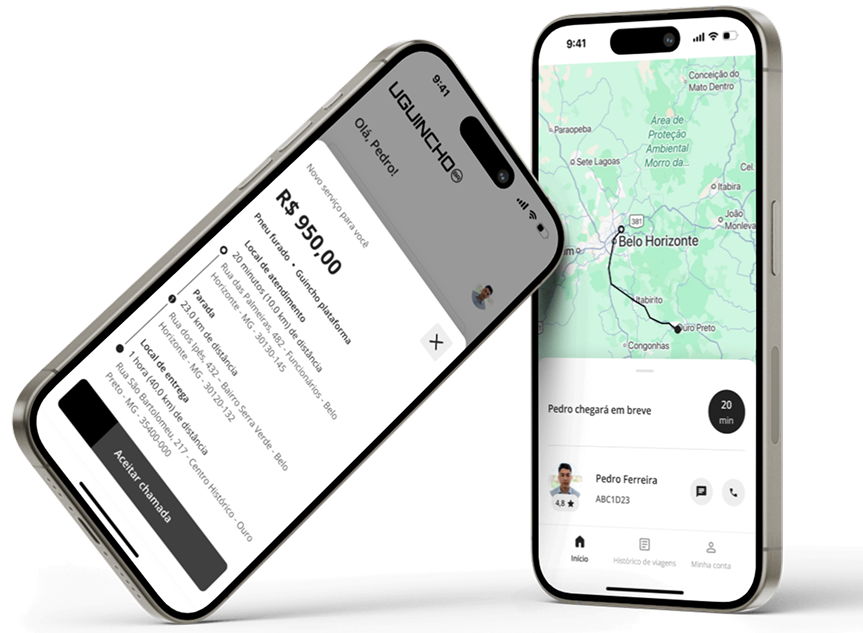 9:41
UGUINCHO
Olá, Pedro!
Novo serviço para você
R$ 950,00
Pneu furado • Guincho plataforma
Local de atendimento
20 minutos (10.0 km) de distância
Rua das Palmeiras, 482 - Funcionários - Belo
Horizonte - MG - 30130-145
Parada
23.0 km de distância
Rua dos Ipês, 432 – Bairro Serra Verde - Belo
Horizonte - MG - 30120-132
Local de entrega
1 hora (40.0 km) de distância
Rua São Bartolomeu, 217 - Centro Histórico - Ouro
Preto - MG - 35400-000
Aceitar chamada
9:41
Conceição do
Mato Dentro
Paraopeba
Área de
Proteção
Ambiental
Morro da...
Sete Lagoas
Cel
Itabira
João
Monleva
381
im
Belo Horizonte
Itabirito
uro Preto
Congonhas
Pedro chegará em breve
20
min
Pedro Ferreira
4,8 ★
ABC1D23
Início
Histórico de viagens
Minha conta